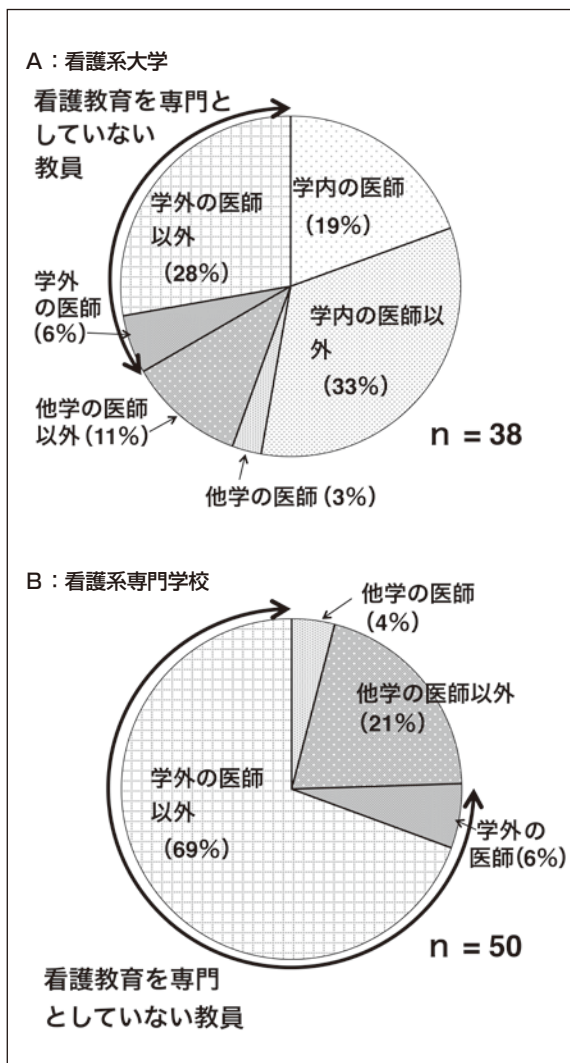 A：看護系大学
看護教育を専門と
していない
教員
学外の医師
以外
（28%）
学内の医師
（19%）
学内の医師以
外
（33%）
学外
の医師
（6%）
他学の医師
以外（11%）
他学の医師（3%）
n = 38
B：看護系専門学校
他学の医師
（4%）
他学の医師以外
（21%）
学外の医師
以外
（69%）
学外の
医師（6%）
n = 50
看護教育を専門
としていない教員